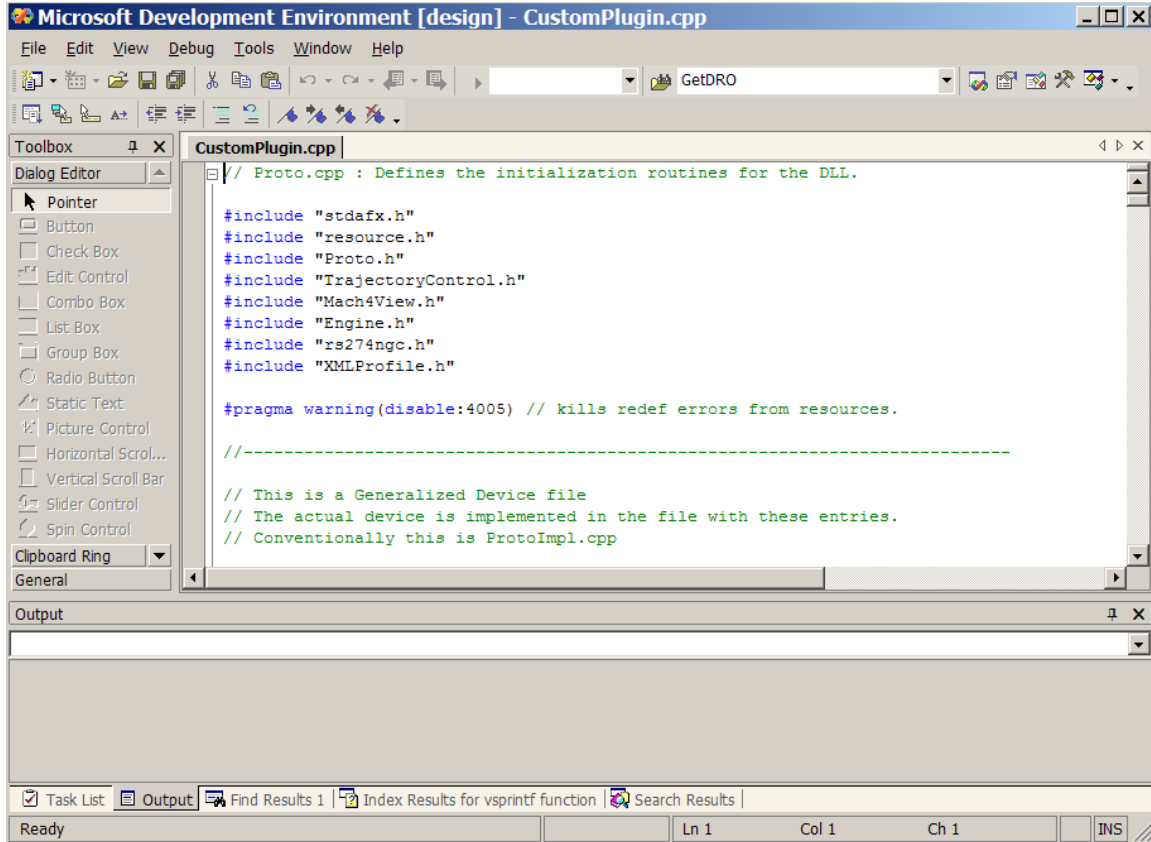 Microsoft Development Environment [design] - CustomPlugin.cpp
File Edit View Debug Tools Window Help
GetDRO
A±
Toolbox
CustomPlugin.cpp
Dialog Editor
Pointer
Button
Check Box
Edit Control
Combo Box
List Box
Group Box
Radio Button
Static Text
Picture Control
Horizontal Scrol...
Vertical Scroll Bar
Slider Control
Spin Control
Clipboard Ring
General
// Proto.cpp : Defines the initialization routines for the DLL.
#include "stdafx.h"
#include "resource.h"
#include "Proto.h"
#include "TrajectoryControl.h"
#include "Mach4View.h"
#include "Engine.h"
#include "rs274ngc.h"
#include "XMLProfile.h"
#pragma warning(disable:4005) // kills redef errors from resources.
//----------------------------------------------------------------------------
// This is a Generalized Device file
// The actual device is implemented in the file with these entries.
// Conventionally this is ProtoImpl.cpp
Output
Task List Output Find Results 1 Index Results for vsprintf function Search Results
Ready Ln 1 Col 1 Ch 1 INS